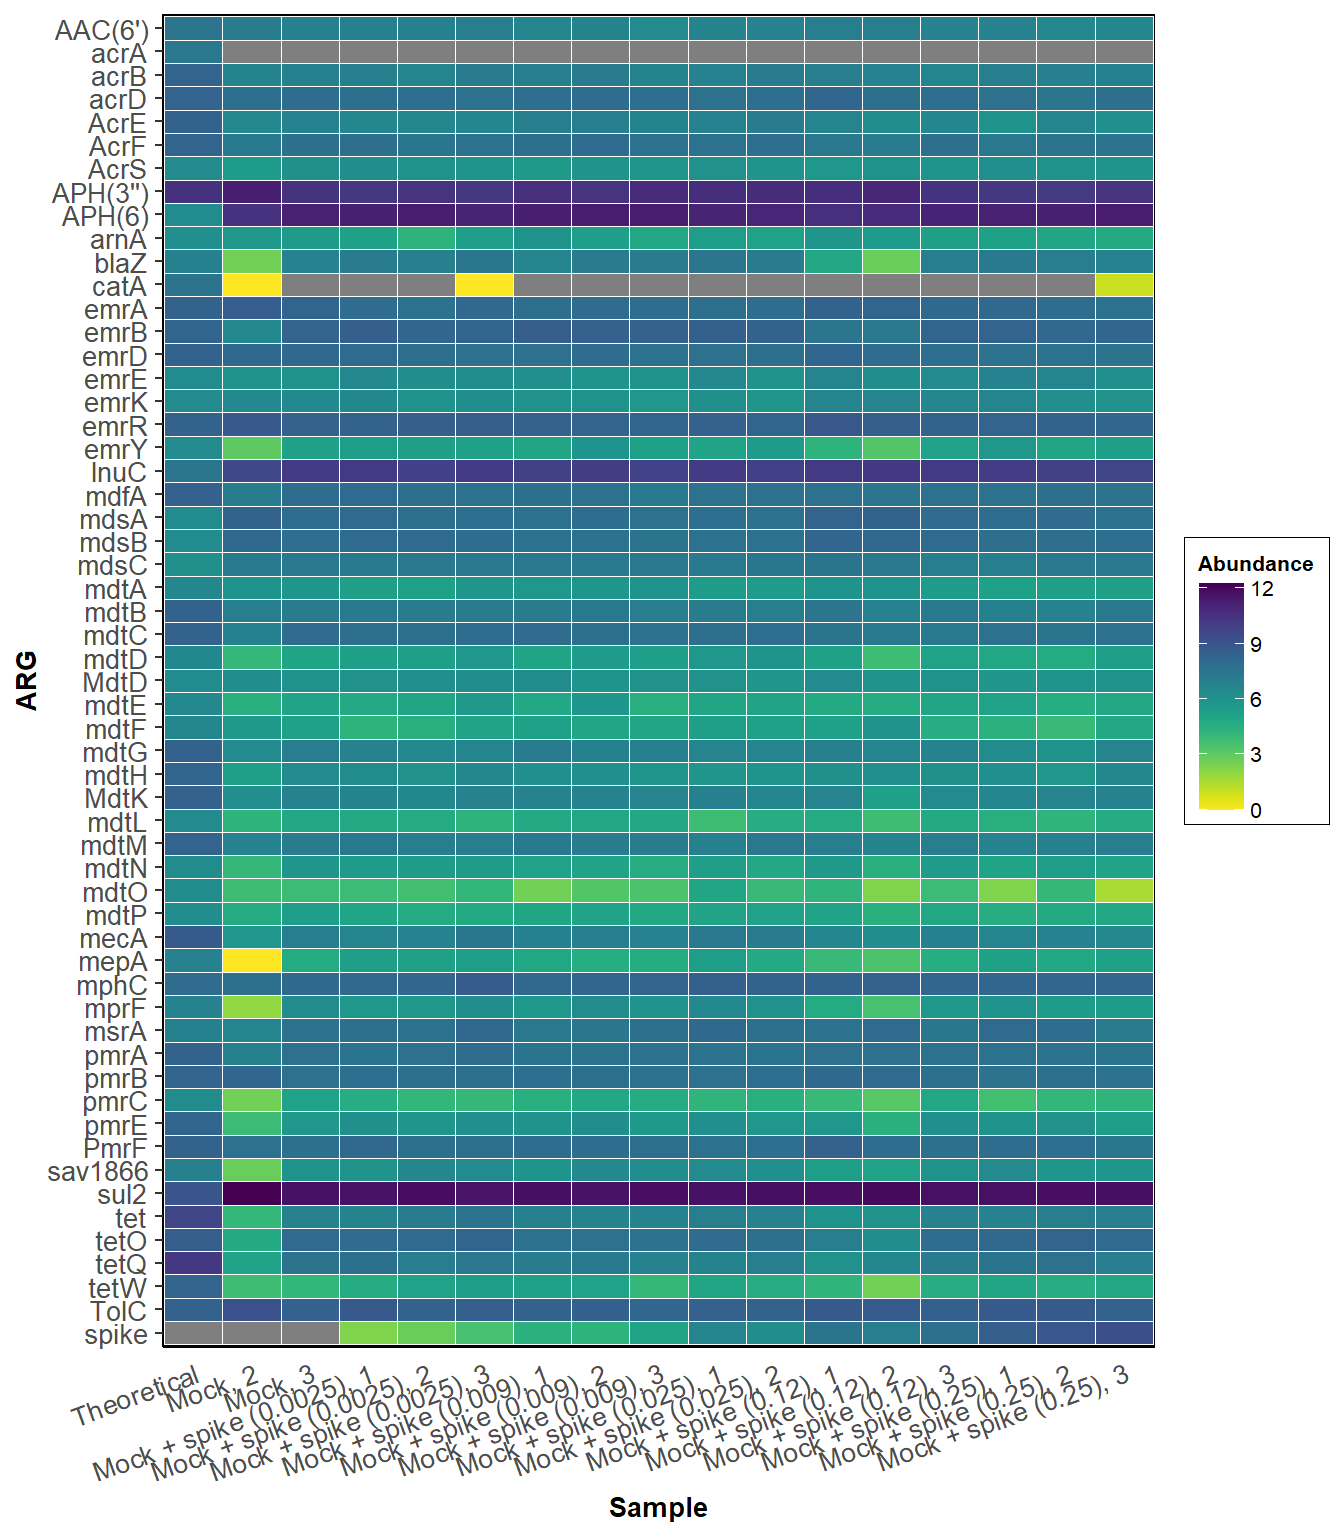 AAC(6')
acrA
acrB
acrD
AcrE
AcrF
AcrS
APH(3'')
APH(6)
arnA
blaZ
catA
emrA
emrB
emrD
emrE
emrK
emrR
emrY
lnuC
mdfA
mdsA
mdsB
mdsC
mdtA
mdtB
mdtC
mdtD
MdtD
mdtE
mdtF
mdtG
mdtH
MdtK
mdtL
mdtM
mdtN
mdtO
mdtP
mecA
mepA
mphC
mprF
msrA
pmrA
pmrB
pmrC
pmrE
PmrF
sav1866
sul2
tet
tetO
tetQ
tetW
TolC
spike
ARG
Theoretical
Mock, 2
Mock, 3
Mock + spike (0.0025), 1
Mock + spike (0.0025), 2
Mock + spike (0.0025), 3
Mock + spike (0.009), 1
Mock + spike (0.009), 2
Mock + spike (0.009), 3
Mock + spike (0.025), 1
Mock + spike (0.025), 2
Mock + spike (0.12), 1
Mock + spike (0.12), 2
Mock + spike (0.12), 3
Mock + spike (0.25), 1
Mock + spike (0.25), 2
Mock + spike (0.25), 3
Sample
Abundance
12
9
6
3
0